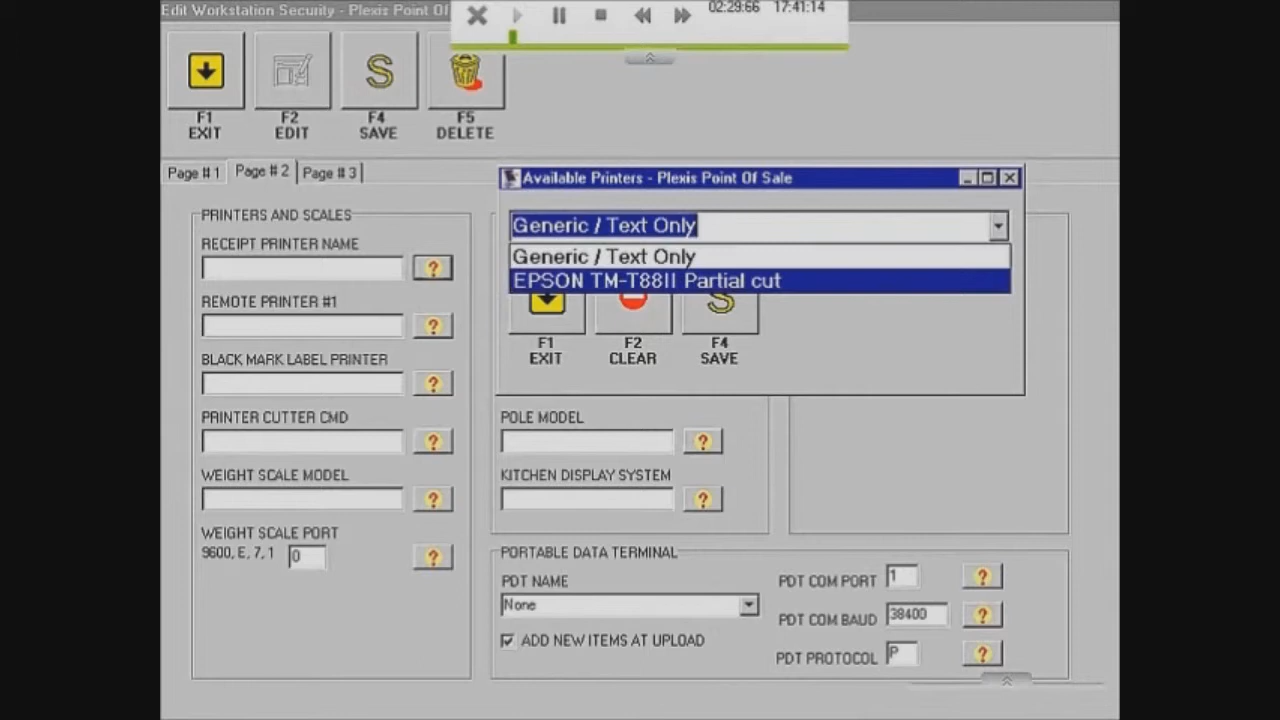 Edit Workstation Security - Plexis Point Of
02:29:66 17:41:14
F1 EXIT
F2 EDIT
F4 SAVE
F5 DELETE
Page # 1 Page # 2 Page # 3
Available Printers - Plexis Point Of Sale
Generic / Text Only
Generic / Text Only
EPSON TM-T88II Partial cut
F1 EXIT
F2 CLEAR
F4 SAVE
PRINTERS AND SCALES
RECEIPT PRINTER NAME
?
REMOTE PRINTER #1
?
BLACK MARK LABEL PRINTER
?
PRINTER CUTTER CMD
?
WEIGHT SCALE MODEL
?
WEIGHT SCALE PORT
9600, E, 7, 1 0
?
POLE MODEL
?
KITCHEN DISPLAY SYSTEM
?
PORTABLE DATA TERMINAL
PDT NAME
None
ADD NEW ITEMS AT UPLOAD
PDT COM PORT 1 ?
PDT COM BAUD 38400 ?
PDT PROTOCOL P ?